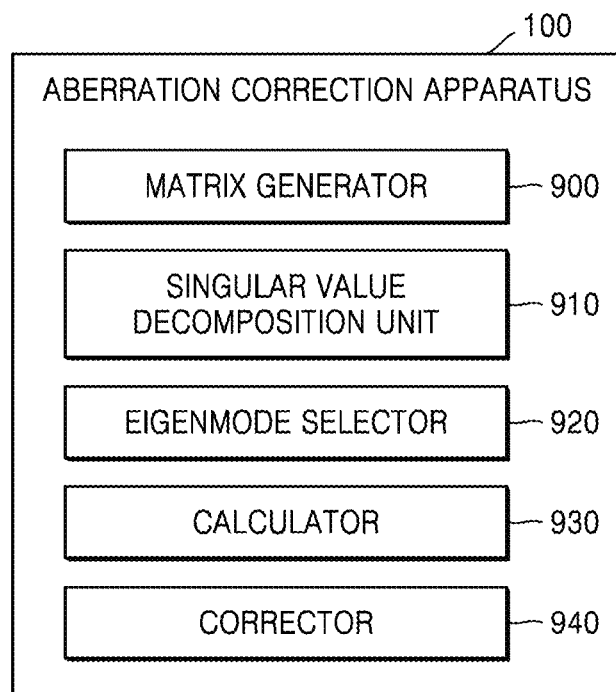 100
ABERRATION CORRECTION APPARATUS
MATRIX GENERATOR 900
SINGULAR VALUE
DECOMPOSITION UNIT 910
EIGENMODE SELECTOR 920
CALCULATOR 930
CORRECTOR 940